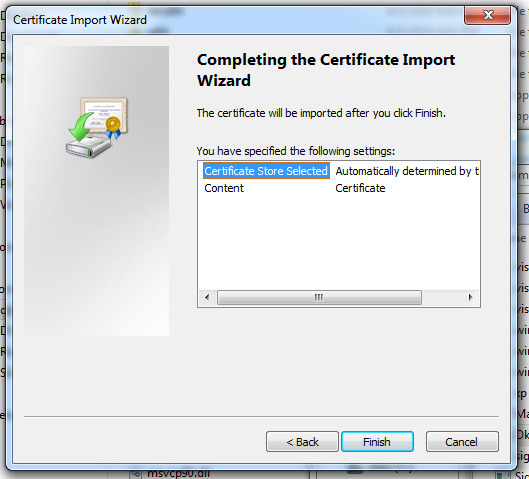 Certificate Import Wizard
Completing the Certificate Import
Wizard
The certificate will be imported after you click Finish.
You have specified the following settings:
Certificate Store Selected Automatically determined by t
Content Certificate
< Back Finish Cancel
msvcp90.dll